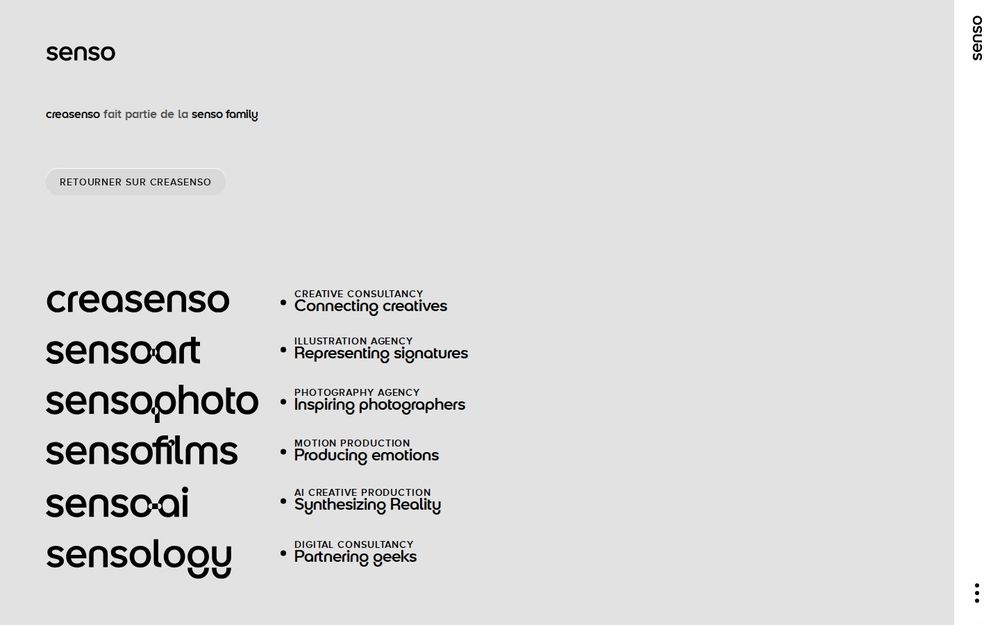 senso
senso
creasenso fait partie de la senso family
RETOURNER SUR CREASENSO
creasenso
CREATIVE CONSULTANCY
Connecting creatives
sensoart
ILLUSTRATION AGENCY
Representing signatures
sensophoto
PHOTOGRAPHY AGENCY
Inspiring photographers
sensofilms
MOTION PRODUCTION
Producing emotions
sensoai
AI CREATIVE PRODUCTION
Synthesizing Reality
sensology
DIGITAL CONSULTANCY
Partnering geeks